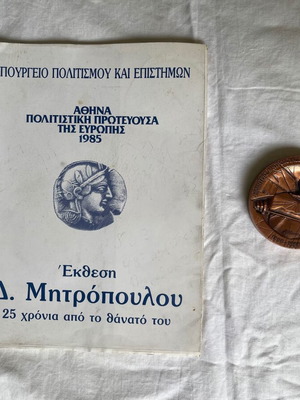 ΠΟΥΡΓΕΙΟ ΠΟΛΙΤΙΣΜΟΥ ΚΑΙ ΕΠΙΣΤΗΜΩΝ
ΑΘΗΝΑ
ΠΟΛΙΤΙΣΤΙΚΗ ΠΡΩΤΕΥΟΥΣΑ
ΤΗΣ ΕΥΡΩΠΗΣ
1985
Έκθεση
Δ. Μητρόπουλου
25 χρόνια από το θάνατό του